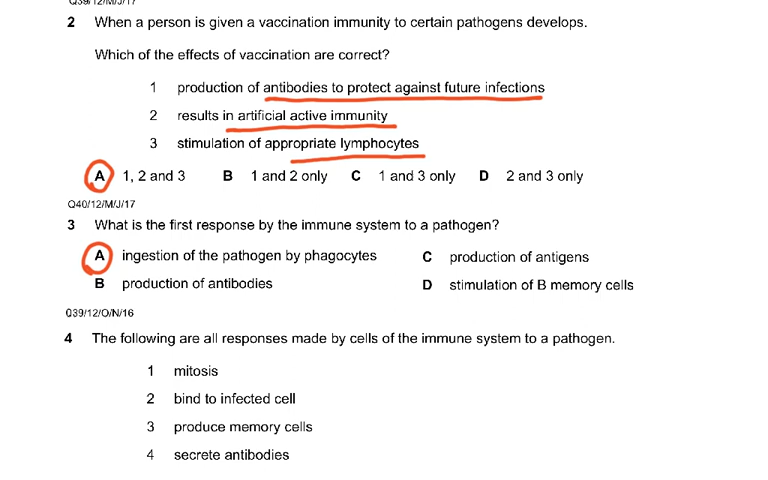 Q39/12/M/J/17
2 When a person is given a vaccination immunity to certain pathogens develops.
Which of the effects of vaccination are correct?
1 production of antibodies to protect against future infections
2 results in artificial active immunity
3 stimulation of appropriate lymphocytes
A 1, 2 and 3 B 1 and 2 only C 1 and 3 only D 2 and 3 only
Q40/12/M/J/17
3 What is the first response by the immune system to a pathogen?
A ingestion of the pathogen by phagocytes C production of antigens
B production of antibodies D stimulation of B memory cells
Q39/12/O/N/16
4 The following are all responses made by cells of the immune system to a pathogen.
1 mitosis
2 bind to infected cell
3 produce memory cells
4 secrete antibodies